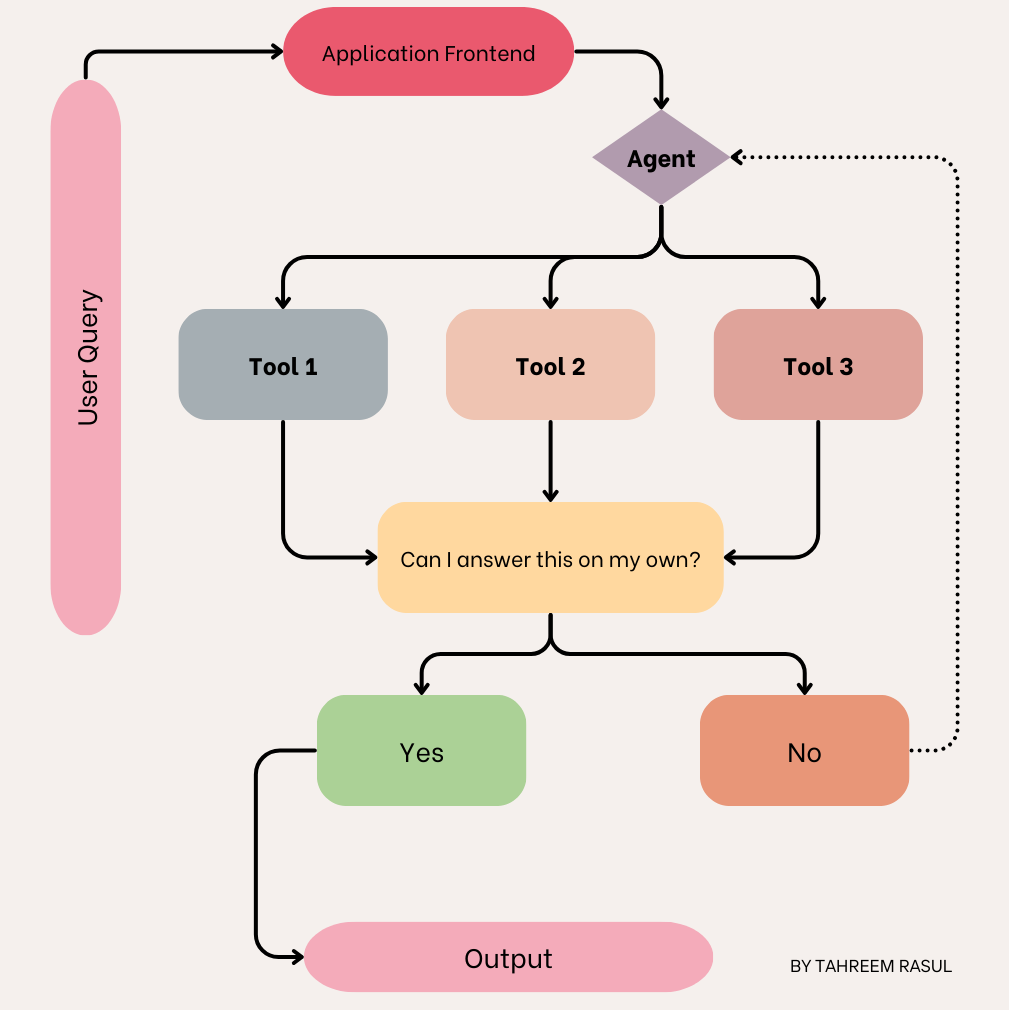 Application Frontend
Agent
User Query
Tool 1
Tool 2
Tool 3
Can I answer this on my own?
Yes
No
Output
BY TAHREEM RASUL